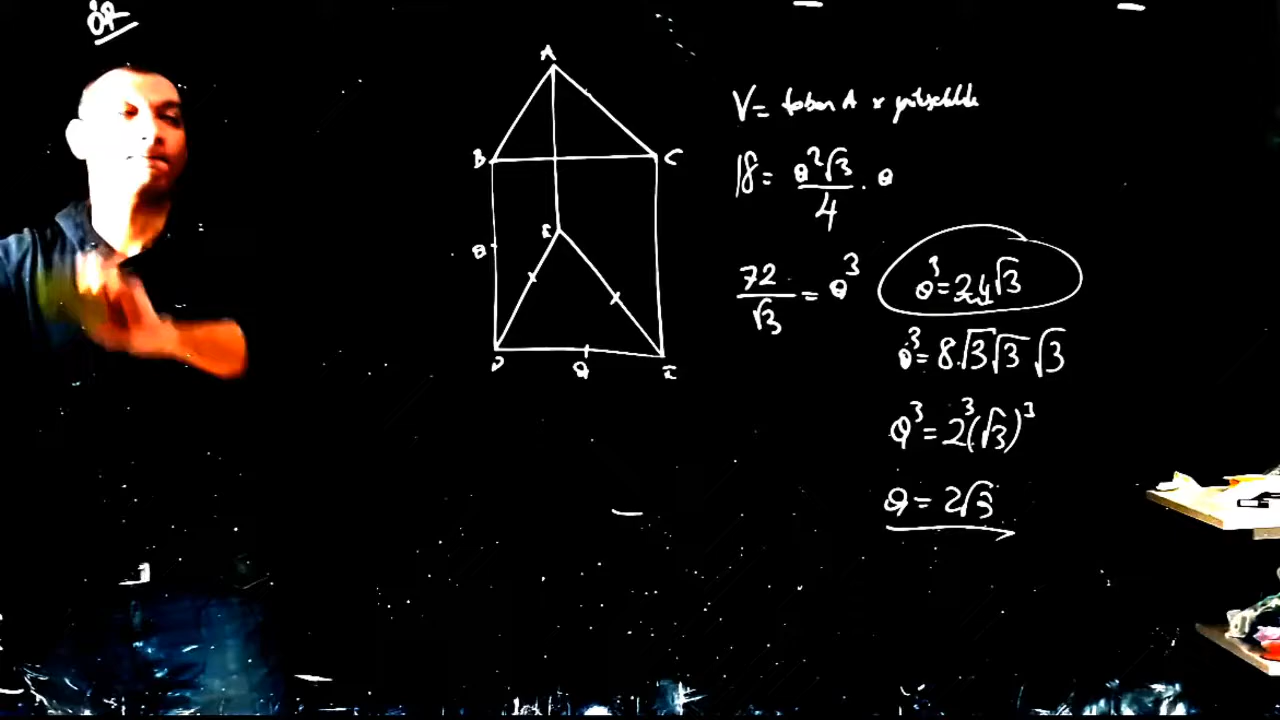 ÖR
A
B
C
E
a
D
a
V = taban A x yükseklik
18 = a²√3/4 · a
72/√3 = a³
a³ = 24√3
a³ = 8√3√3√3
a³ = 2³(√3)³
a = 2√3